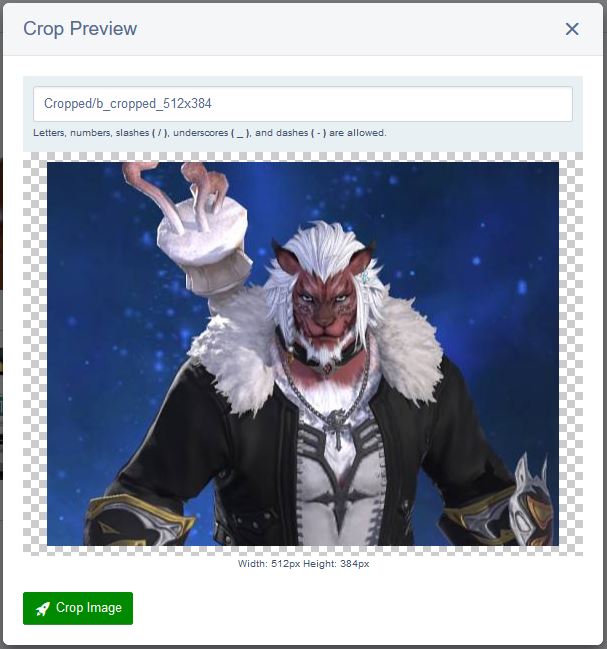 Crop Preview
Cropped/b_cropped_512x384
Letters, numbers, slashes ( / ), underscores ( _ ), and dashes ( - ) are allowed.
Width: 512px Height: 384px
Crop Image